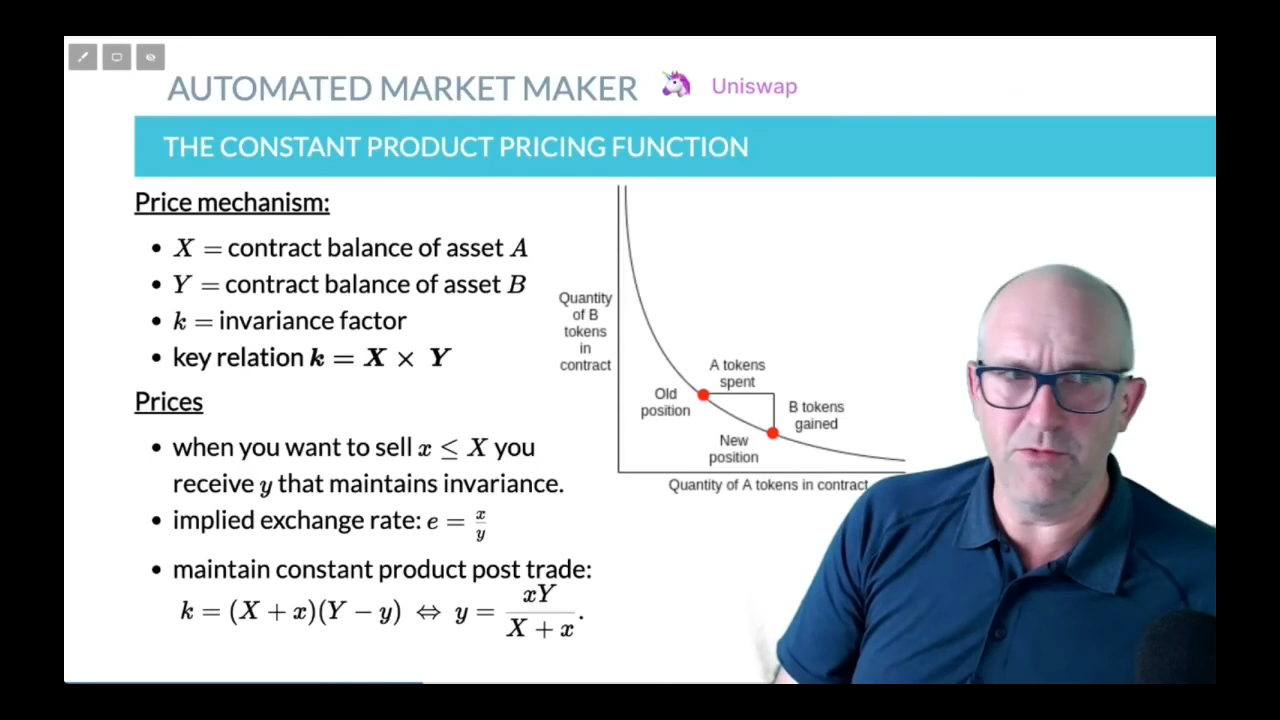 AUTOMATED MARKET MAKER 🦄 Uniswap
THE CONSTANT PRODUCT PRICING FUNCTION
Price mechanism:
• X = contract balance of asset A
• Y = contract balance of asset B
• k = invariance factor
• key relation k = X × Y
Prices
• when you want to sell x ≤ X you
receive y that maintains invariance.
• implied exchange rate: e = x/y
• maintain constant product post trade:
k = (X + x)(Y − y) ⇔ y = xY/(X + x).
Quantity
of B
tokens
in
contract
A tokens
spent
Old
position
B tokens
gained
New
position
Quantity of A tokens in contract